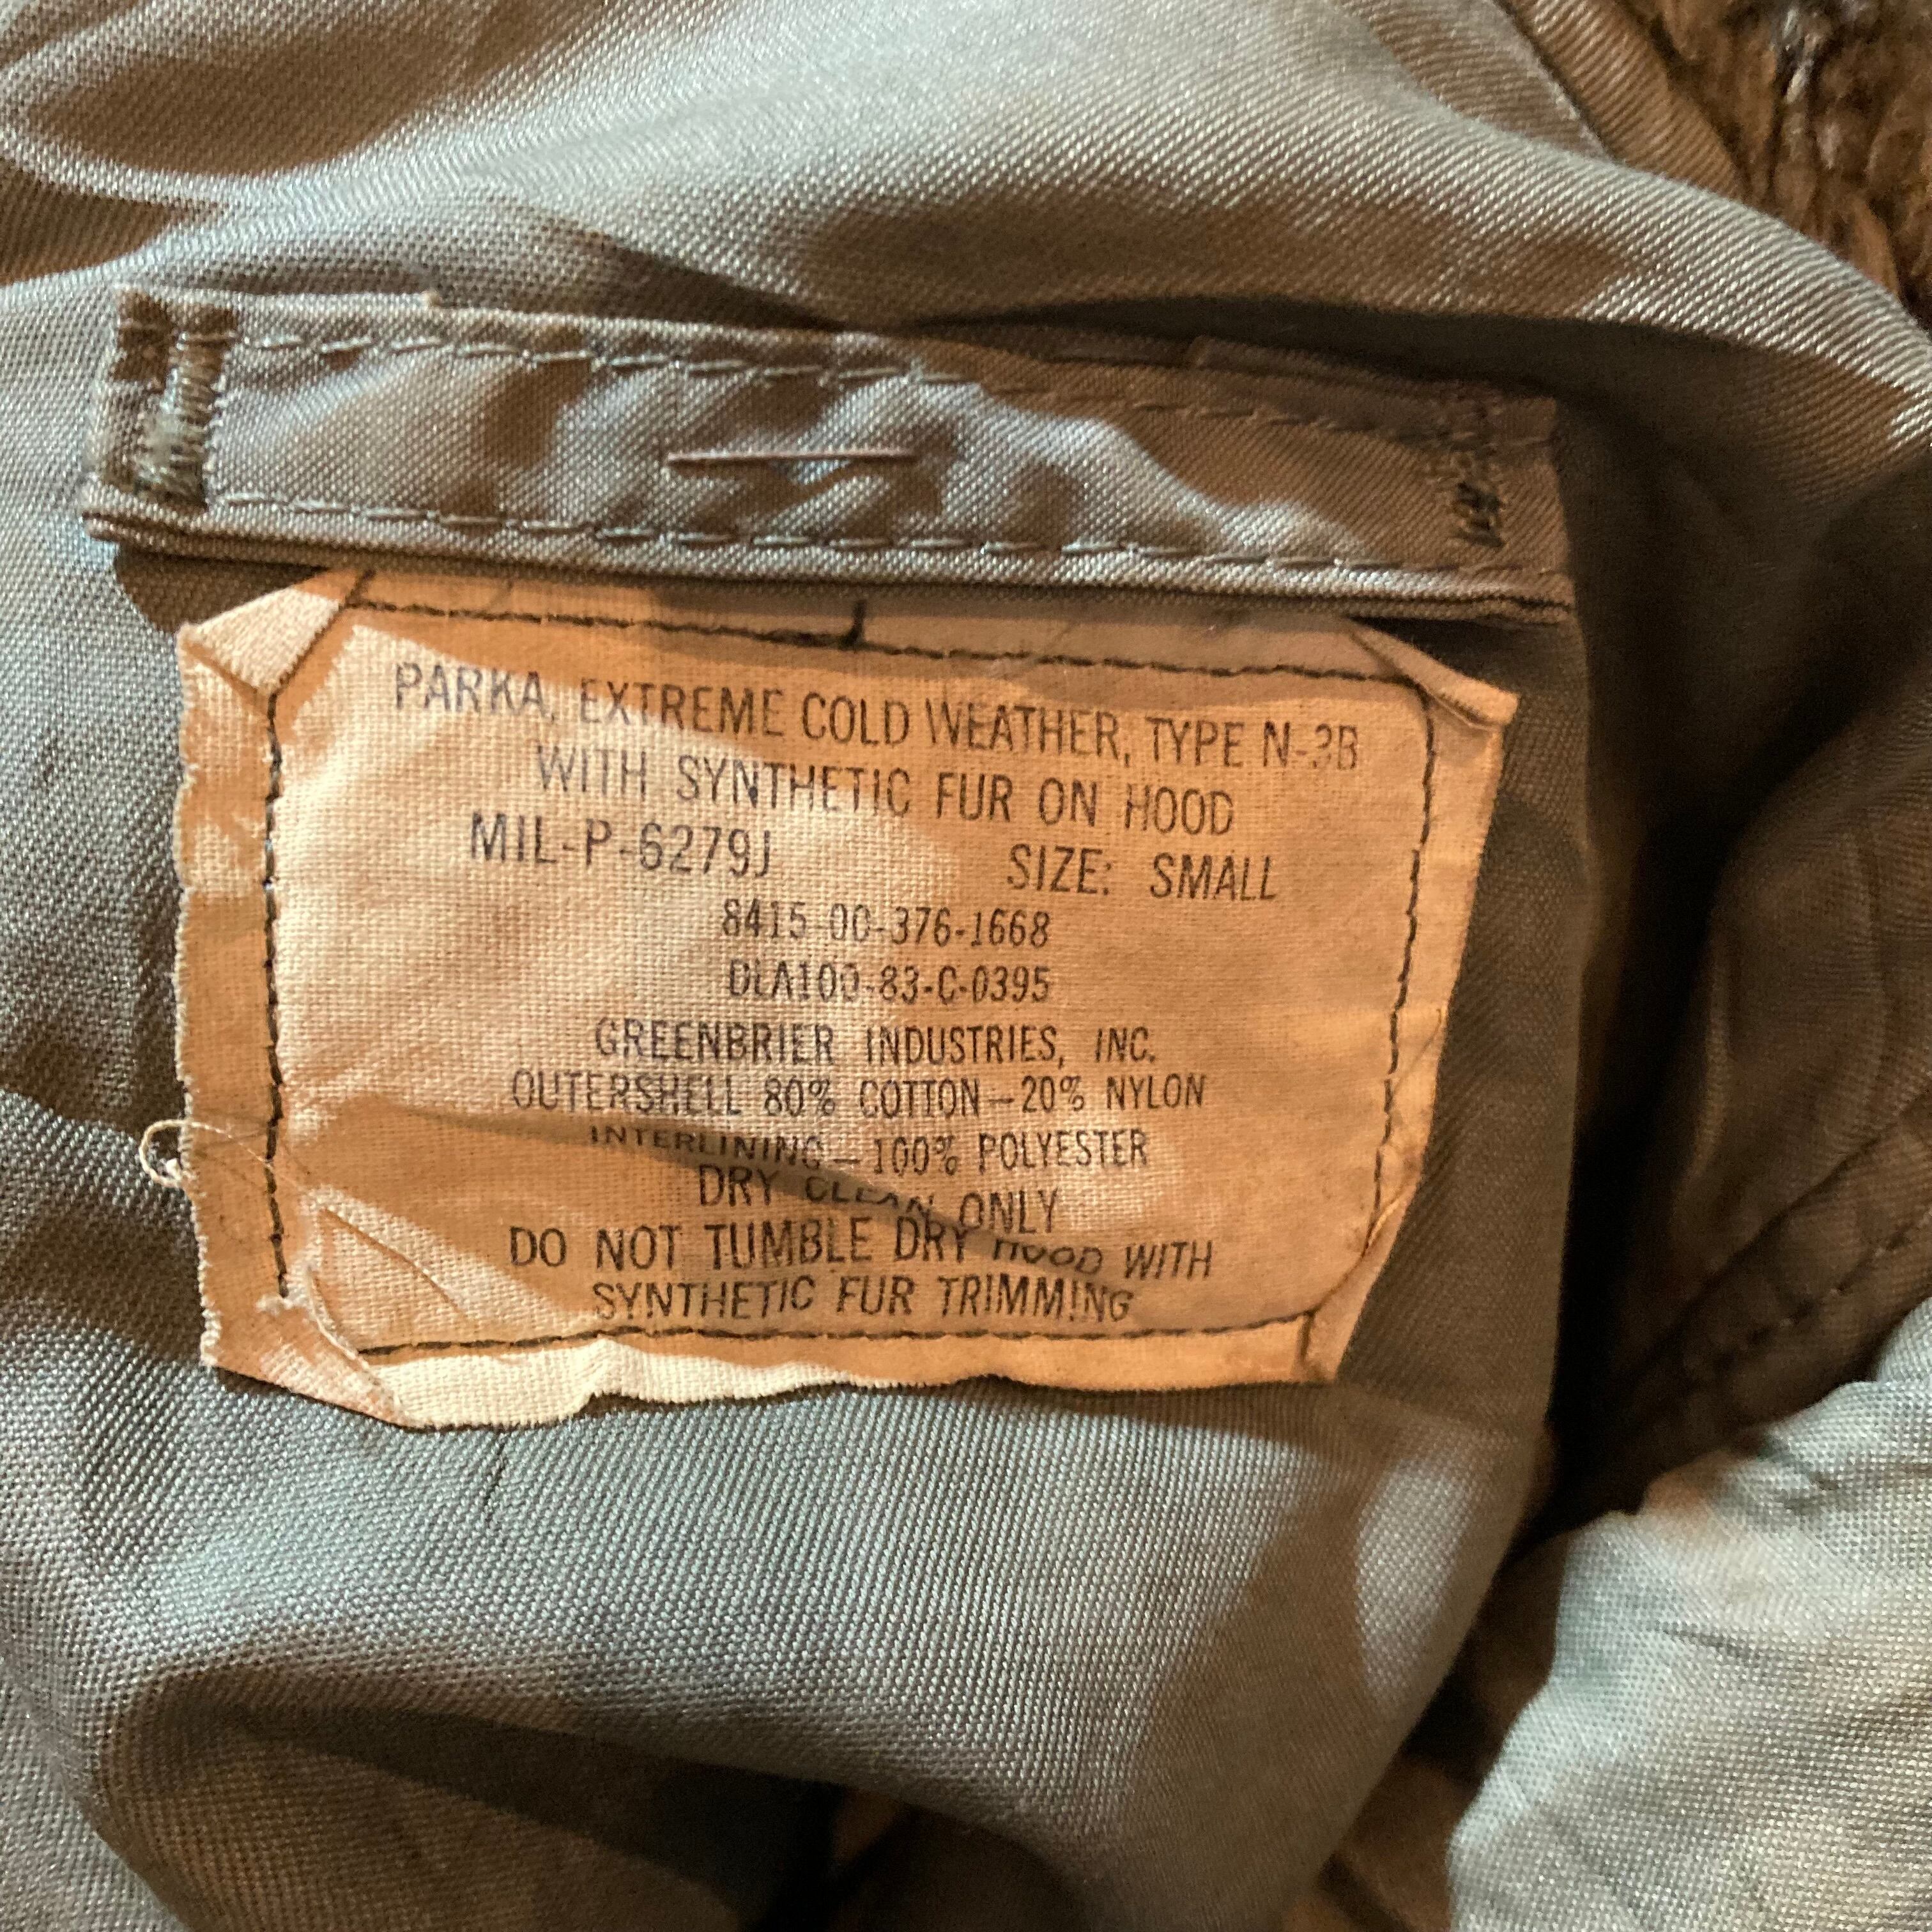 PARKA, EXTREME COLD WEATHER, TYPE N-3B
WITH SYNTHETIC FUR ON HOOD
MIL-P-6279J SIZE: SMALL
8415-00-376-1668
DLA100-83-C-0395
GREENBRIER INDUSTRIES, INC.
OUTERSHELL 80% COTTON-20% NYLON
INTERLINING-100% POLYESTER
DRY CLEAN ONLY
DO NOT TUMBLE DRY HOOD WITH
SYNTHETIC FUR TRIMMING